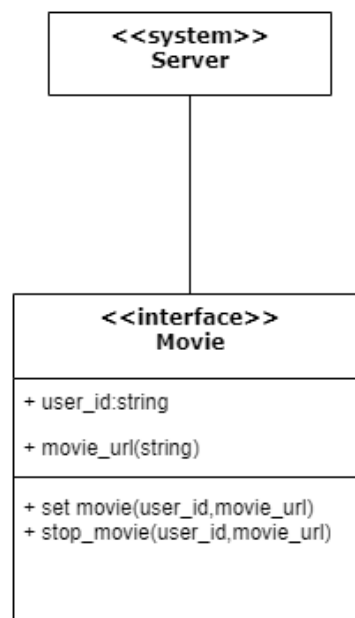 <<system>>
Server
<<interface>>
Movie
+ user_id:string
+ movie_url(string)
+ set movie(user_id,movie_url)
+ stop_movie(user_id,movie_url)